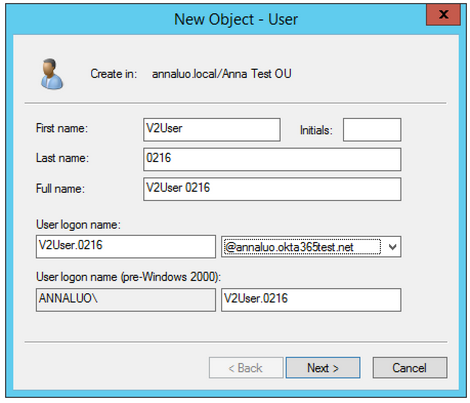 New Object - User
x
Create in: annaluo.local/Anna Test OU
First name: V2User Initials:
Last name: 0216
Full name: V2User 0216
User logon name:
V2User.0216 @annaluo.okta365test.net
User logon name (pre-Windows 2000):
ANNALUO\ V2User.0216
< Back Next > Cancel